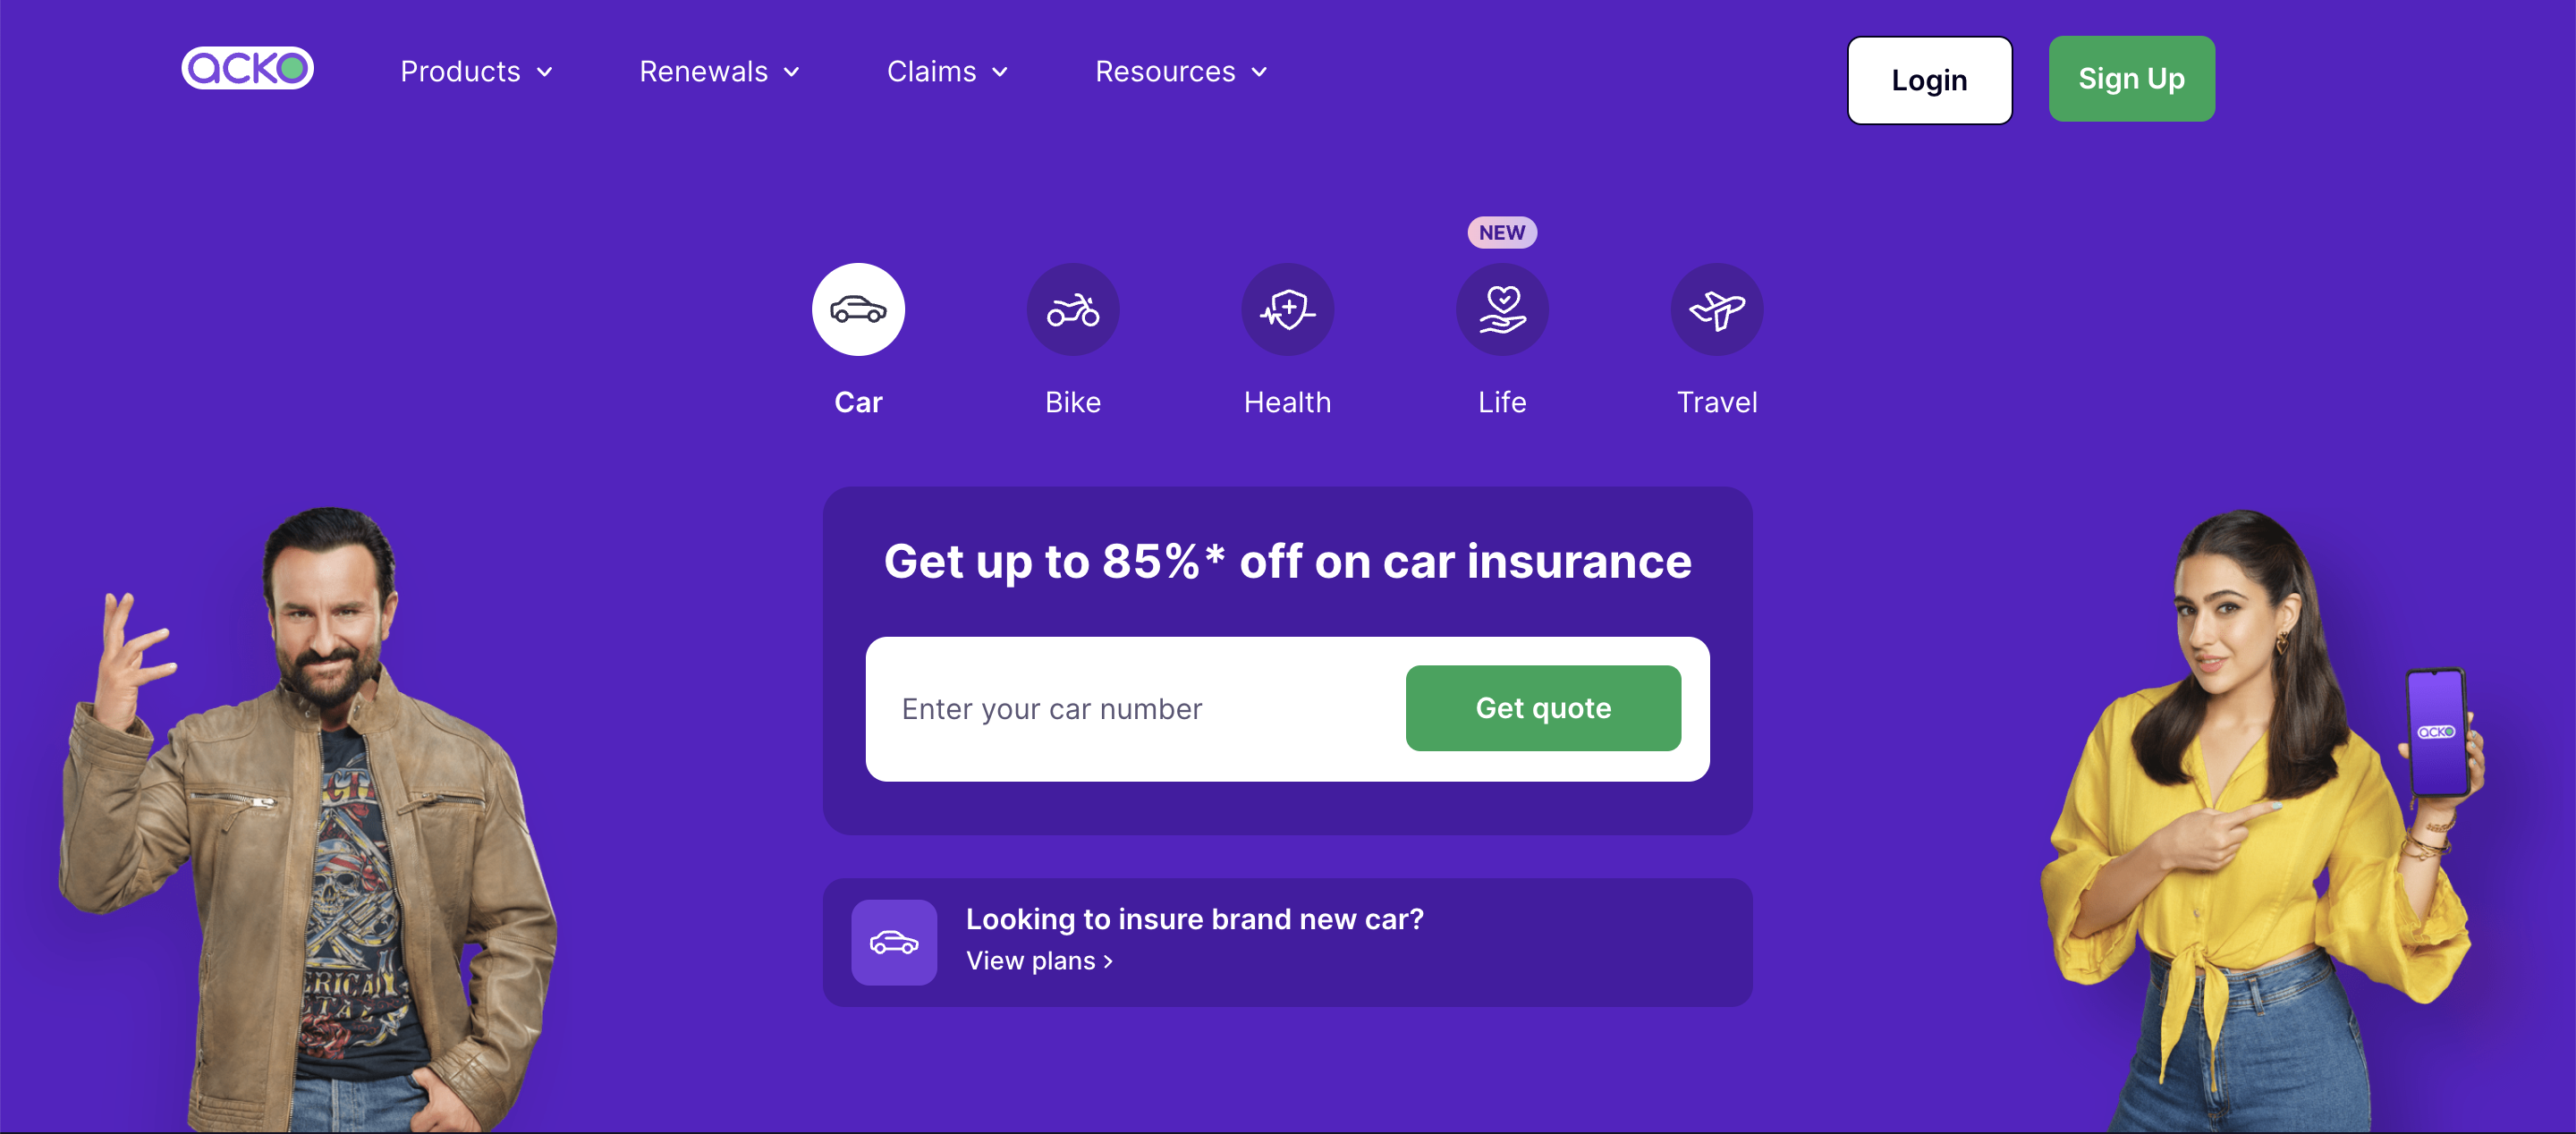 acko
Products
Renewals
Claims
Resources
Login
Sign Up
NEW
Car
Bike
Health
Life
Travel
Get up to 85%* off on car insurance
Enter your car number
Get quote
acko
Looking to insure brand new car?
View plans ›